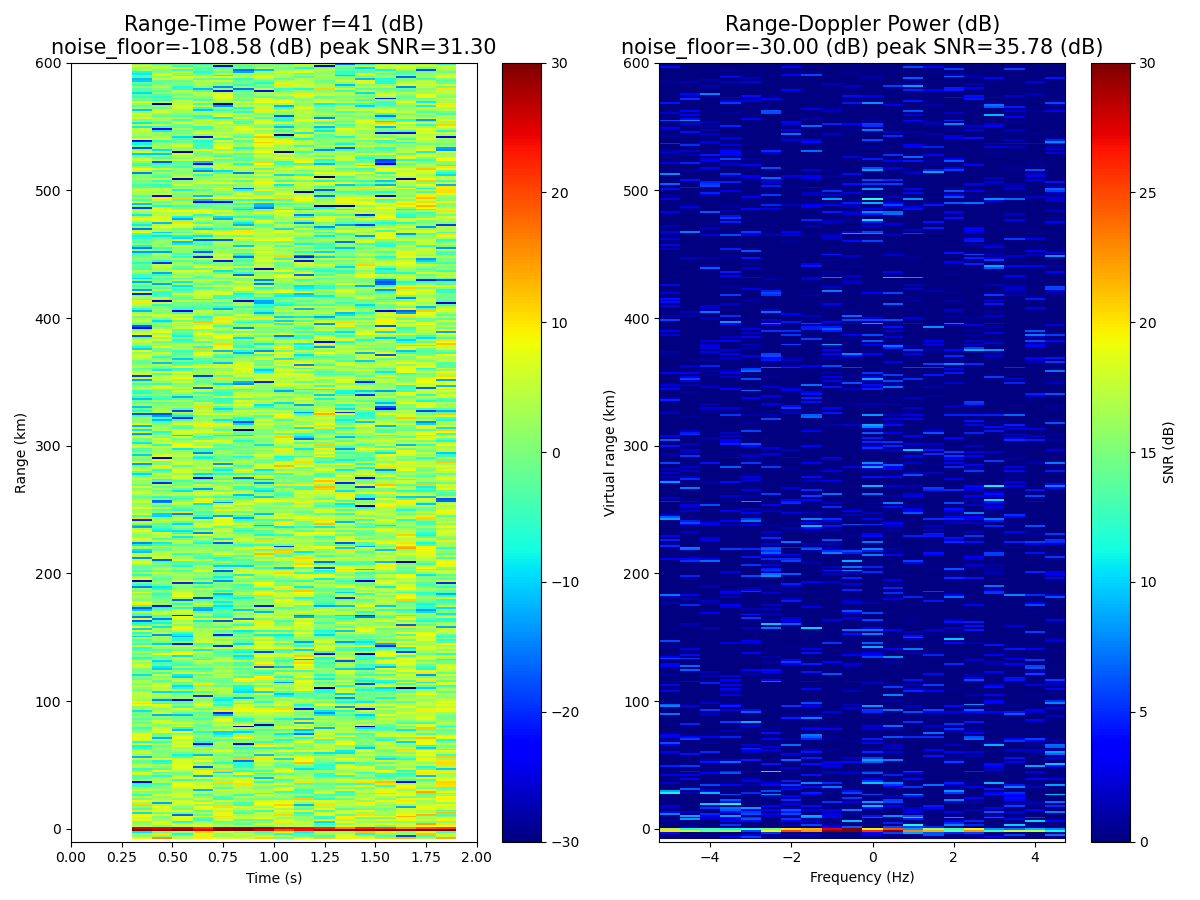 Range-Time Power f=41 (dB)
noise_floor=-108.58 (dB) peak SNR=31.30
600
500
400
300
200
100
0
Range (km)
0.00 0.25 0.50 0.75 1.00 1.25 1.50 1.75 2.00
Time (s)
30
20
10
0
−10
−20
−30
Range-Doppler Power (dB)
noise_floor=-30.00 (dB) peak SNR=35.78 (dB)
600
500
400
300
200
100
0
Virtual range (km)
−4 −2 0 2 4
Frequency (Hz)
30
25
20
15
10
5
0
SNR (dB)